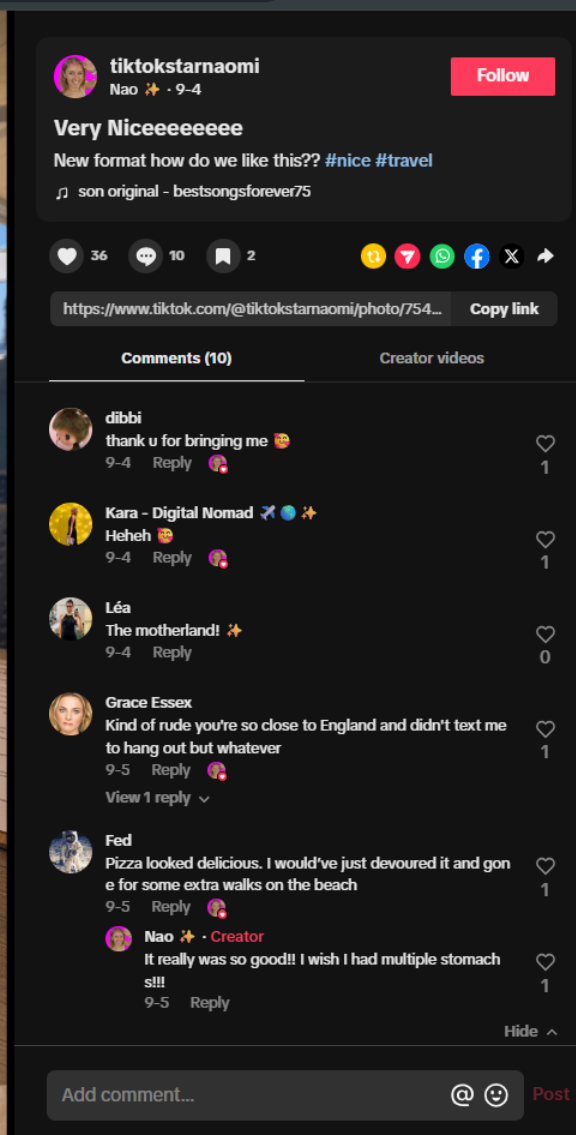 tiktokstarnaomi
Nao ✨ · 9-4
Follow
Very Niceeeeeeee
New format how do we like this?? #nice #travel
♫ son original - bestsongsforever75
36
10
2
https://www.tiktok.com/@tiktokstarnaomi/photo/754...
Copy link
Comments (10)
Creator videos
dibbi
thank u for bringing me 🥰
9-4 Reply
1
Kara - Digital Nomad ✈️🌎✨
Heheh 🥰
9-4 Reply
1
Léa
The motherland! ✨
9-4 Reply
0
Grace Essex
Kind of rude you're so close to England and didn't text me
to hang out but whatever
9-5 Reply
1
View 1 reply
Fed
Pizza looked delicious. I would've just devoured it and gon
e for some extra walks on the beach
9-5 Reply
1
Nao ✨ · Creator
It really was so good!! I wish I had multiple stomach
s!!!
9-5 Reply
1
Hide
Add comment...
@
Post